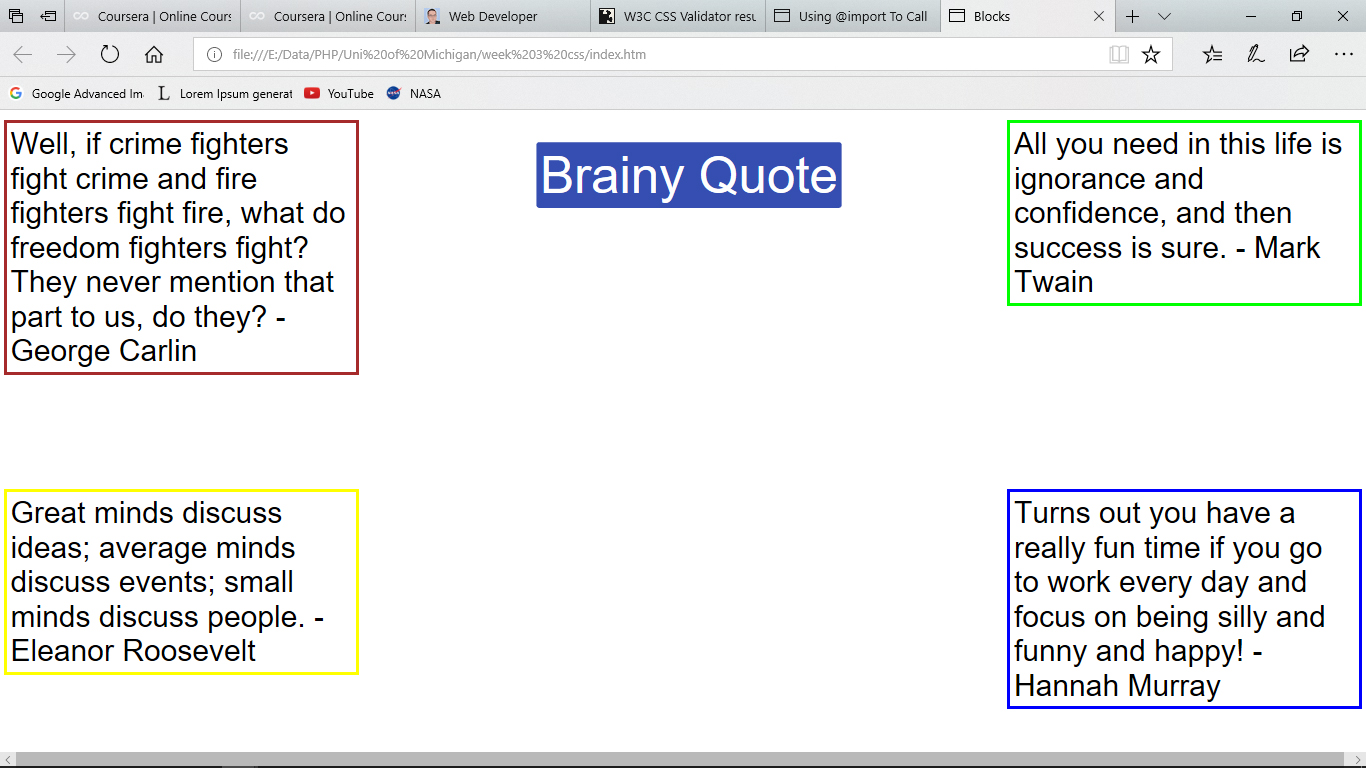 Coursera | Online Cours
Coursera | Online Cours
Web Developer
W3C CSS Validator resu
Using @import To Call
Blocks
file:///E:/Data/PHP/Uni%20of%20Michigan/week%203%20css/index.htm
Google Advanced Im
Lorem Ipsum generat
YouTube
NASA
Well, if crime fighters
fight crime and fire
fighters fight fire, what do
freedom fighters fight?
They never mention that
part to us, do they? -
George Carlin
Brainy Quote
All you need in this life is
ignorance and
confidence, and then
success is sure. - Mark
Twain
Great minds discuss
ideas; average minds
discuss events; small
minds discuss people. -
Eleanor Roosevelt
Turns out you have a
really fun time if you go
to work every day and
focus on being silly and
funny and happy! -
Hannah Murray